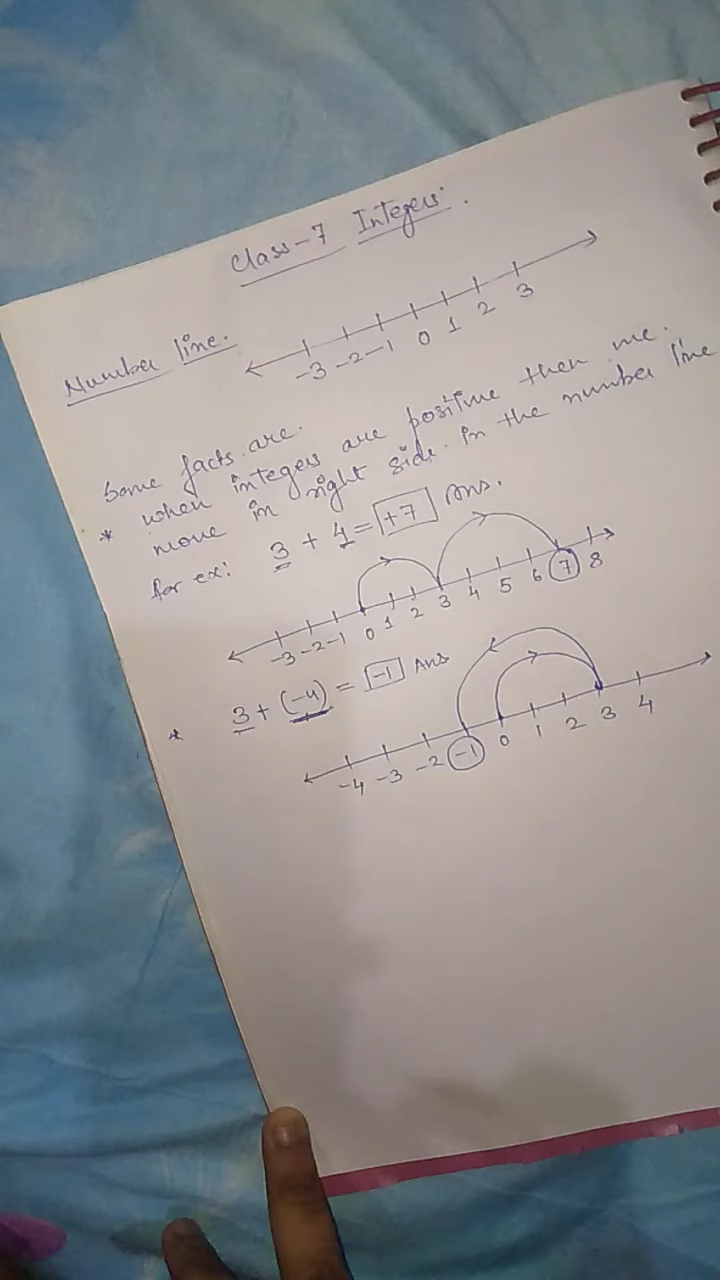 Class-7 Integers.
Number line.
-3 -2 -1 0 1 2 3
Some facts are.
* when integers are positive then me.
move in right side in the number line
for ex: 3 + 4 = +7 Ans.
-3 -2 -1 0 1 2 3 4 5 6 7 8
* 3 + (-4) = -1 Ans
-4 -3 -2 -1 0 1 2 3 4